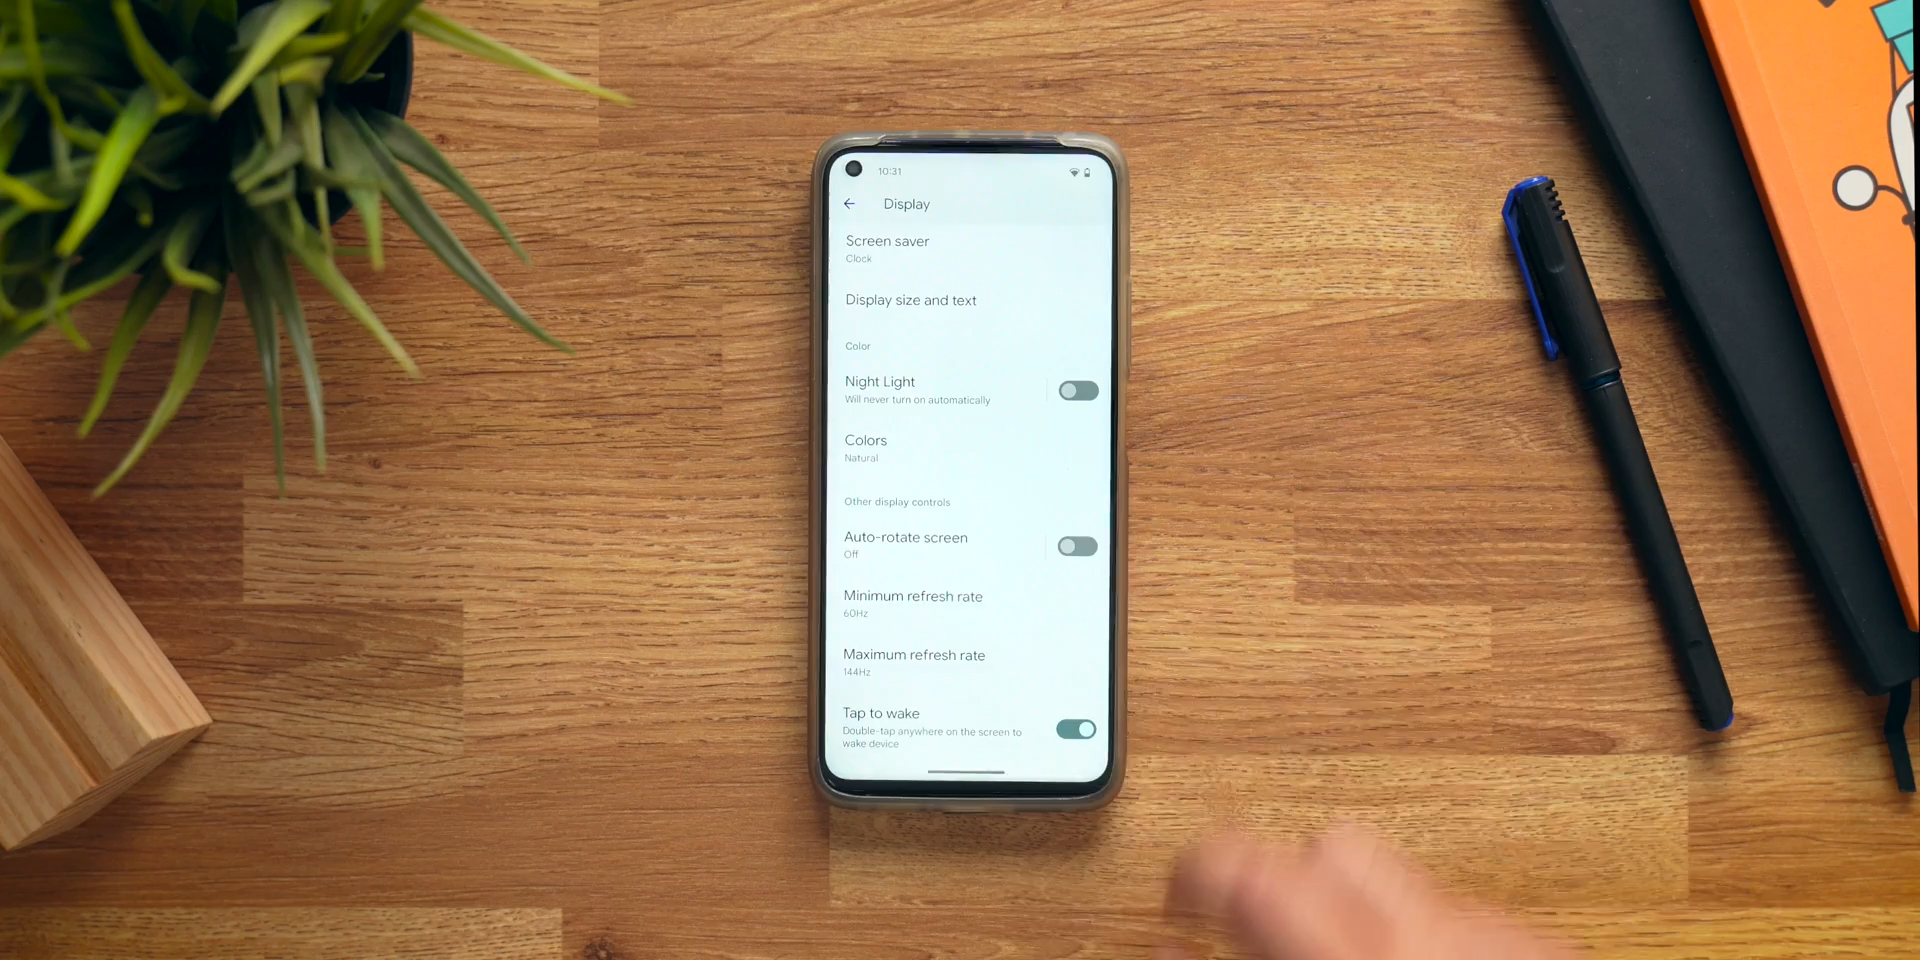 10:31
Display
Screen saver
Clock
Display size and text
Color
Night Light
Will never turn on automatically
Colors
Natural
Other display controls
Auto-rotate screen
Off
Minimum refresh rate
60Hz
Maximum refresh rate
144Hz
Tap to wake
Double-tap anywhere on the screen to
wake device